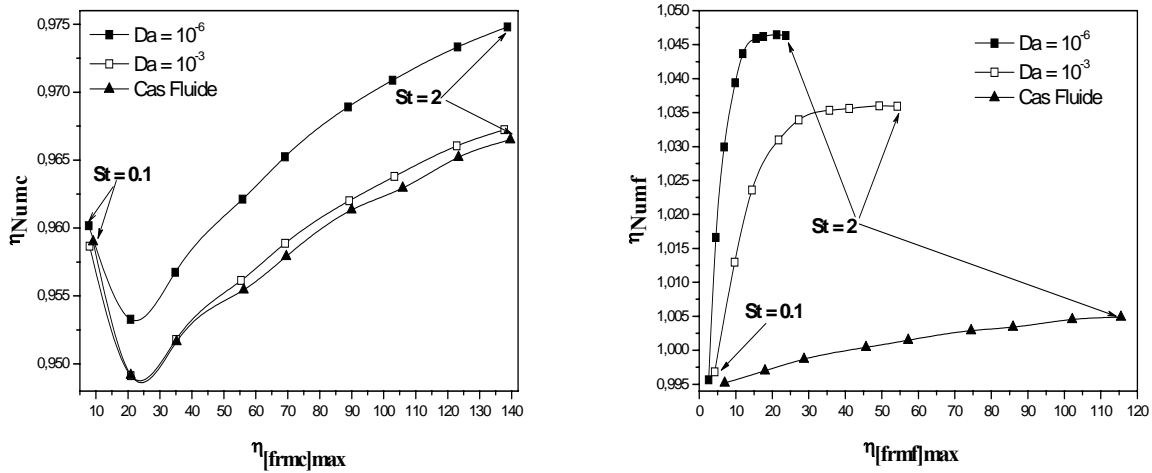 0,975
0,970
0,965
0,960
0,955
0,950
ηNumc
Da = 10⁻⁶
Da = 10⁻³
Cas Fluide
St = 2
St = 0.1
10 20 30 40 50 60 70 80 90 100 110 120 130 140
η[frmc]max
1,050
1,045
1,040
1,035
1,030
1,025
1,020
1,015
1,010
1,005
1,000
0,995
ηNumf
Da = 10⁻⁶
Da = 10⁻³
Cas Fluide
St = 2
St = 0.1
0 10 20 30 40 50 60 70 80 90 100 110 120
η[frmf]max